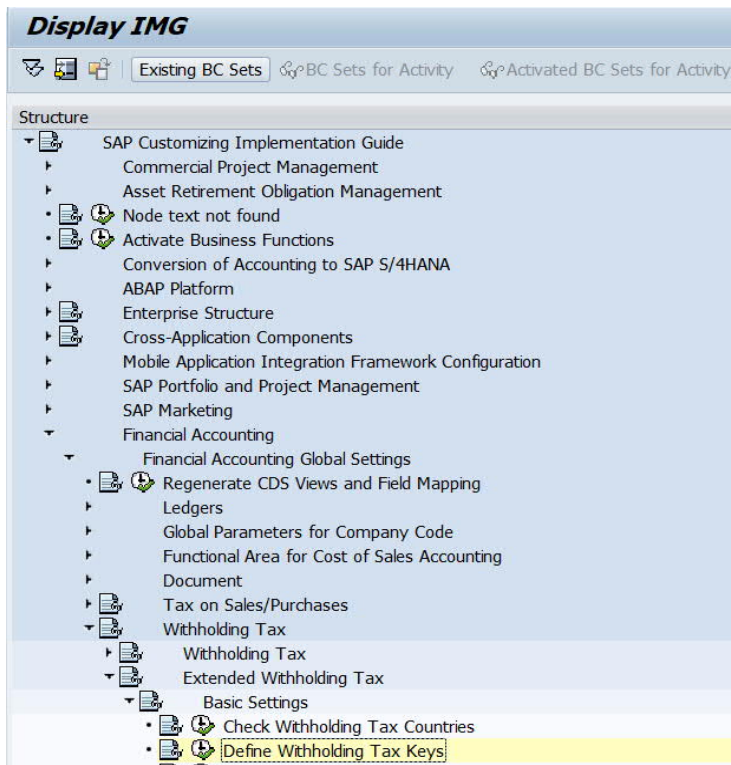 Display IMG
Existing BC Sets BC Sets for Activity Activated BC Sets for Activity
Structure
SAP Customizing Implementation Guide
Commercial Project Management
Asset Retirement Obligation Management
Node text not found
Activate Business Functions
Conversion of Accounting to SAP S/4HANA
ABAP Platform
Enterprise Structure
Cross-Application Components
Mobile Application Integration Framework Configuration
SAP Portfolio and Project Management
SAP Marketing
Financial Accounting
Financial Accounting Global Settings
Regenerate CDS Views and Field Mapping
Ledgers
Global Parameters for Company Code
Functional Area for Cost of Sales Accounting
Document
Tax on Sales/Purchases
Withholding Tax
Withholding Tax
Extended Withholding Tax
Basic Settings
Check Withholding Tax Countries
Define Withholding Tax Keys